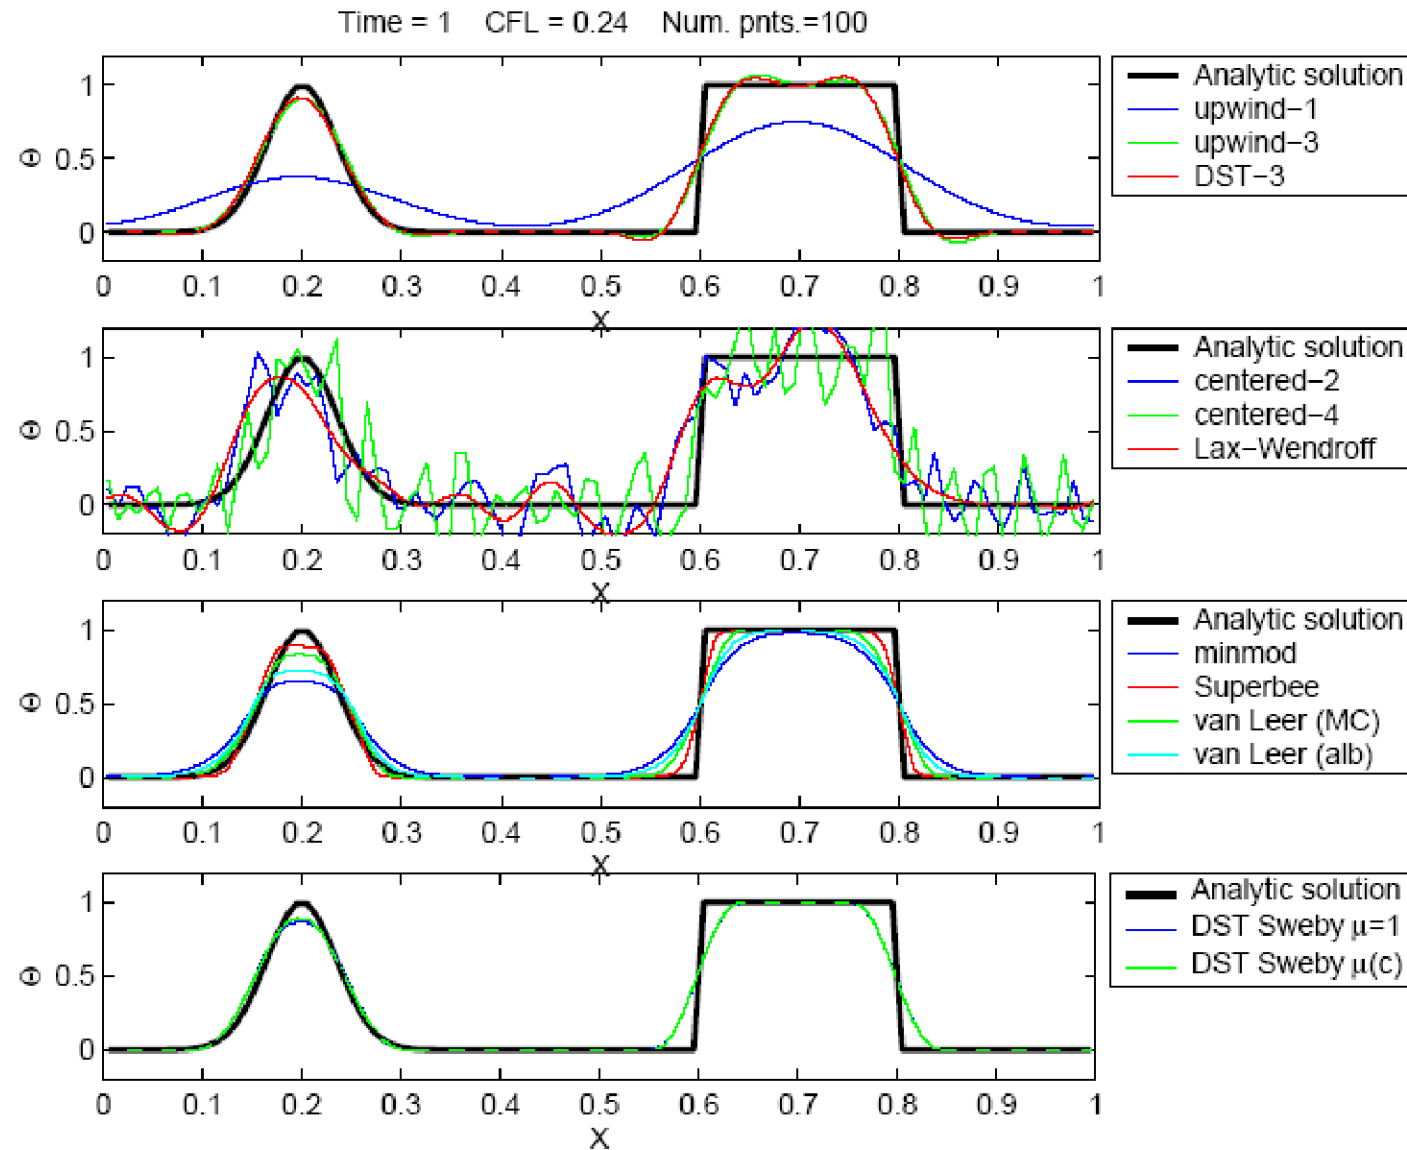 Time = 1 CFL = 0.24 Num. pnts.=100
1
0.5
0
Θ
0 0.1 0.2 0.3 0.4 0.5 0.6 0.7 0.8 0.9 1
X
Analytic solution
upwind−1
upwind−3
DST−3
1
0.5
0
Θ
0 0.1 0.2 0.3 0.4 0.5 0.6 0.7 0.8 0.9 1
X
Analytic solution
centered−2
centered−4
Lax−Wendroff
1
0.5
0
Θ
0 0.1 0.2 0.3 0.4 0.5 0.6 0.7 0.8 0.9 1
X
Analytic solution
minmod
Superbee
van Leer (MC)
van Leer (alb)
1
0.5
0
Θ
0 0.1 0.2 0.3 0.4 0.5 0.6 0.7 0.8 0.9 1
X
Analytic solution
DST Sweby μ=1
DST Sweby μ(c)